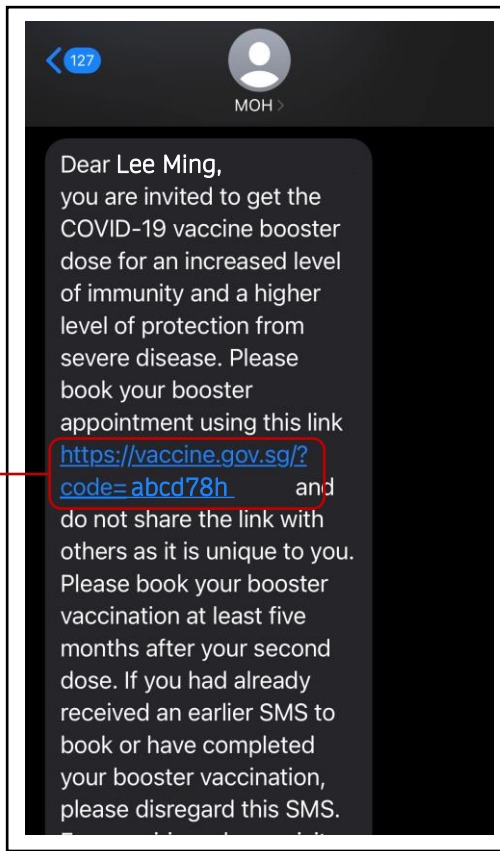 127
MOH >
Dear Lee Ming,
you are invited to get the
COVID-19 vaccine booster
dose for an increased level
of immunity and a higher
level of protection from
severe disease. Please
book your booster
appointment using this link
https://vaccine.gov.sg/?
code= abcd78h and
do not share the link with
others as it is unique to you.
Please book your booster
vaccination at least five
months after your second
dose. If you had already
received an earlier SMS to
book or have completed
your booster vaccination,
please disregard this SMS.